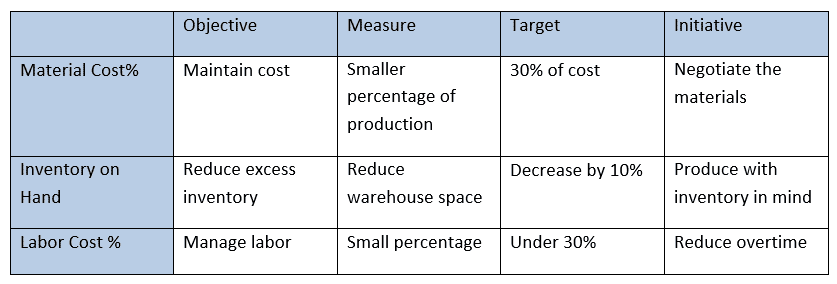 Objective Measure Target Initiative
Material Cost% Maintain cost Smaller 30% of cost Negotiate the
percentage of materials
production
Inventory on Reduce excess Reduce Decrease by 10% Produce with
Hand inventory warehouse space inventory in mind
Labor Cost % Manage labor Small percentage Under 30% Reduce overtime